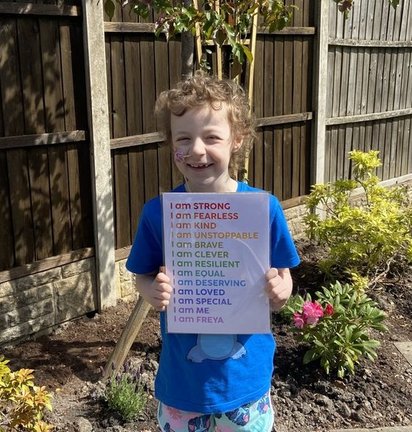 I am STRONG
I am FEARLESS
I am KIND
I am UNSTOPPABLE
I am BRAVE
I am CLEVER
I am RESILIENT
I am EQUAL
I am DESERVING
I am LOVED
I am SPECIAL
I am ME
I am FREYA